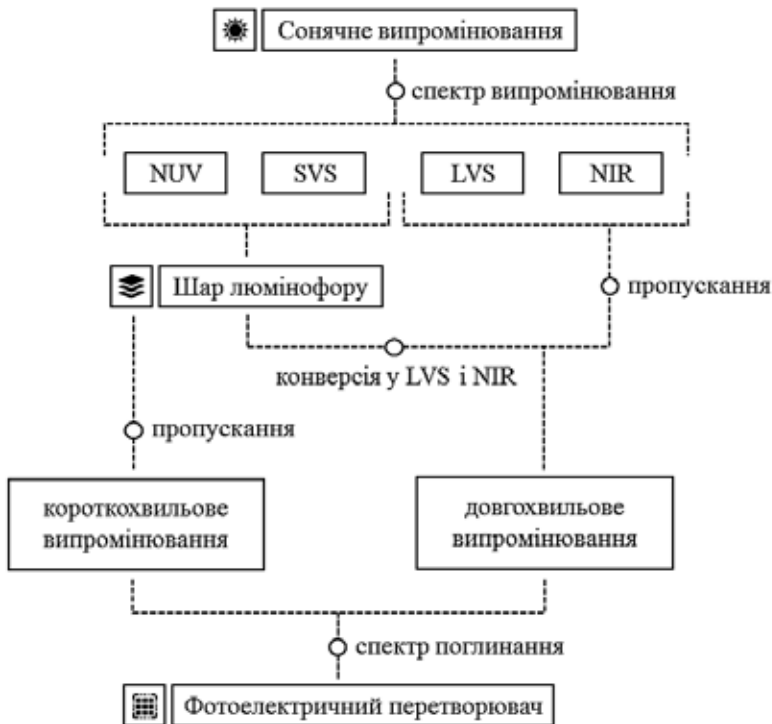 Сонячне випромінювання
спектр випромінювання
NUV SVS LVS NIR
Шар люмінофору
пропускання
конверсія у LVS і NIR
пропускання
короткохвильове
випромінювання
довгохвильове
випромінювання
спектр поглинання
Фотоелектричний перетворювач